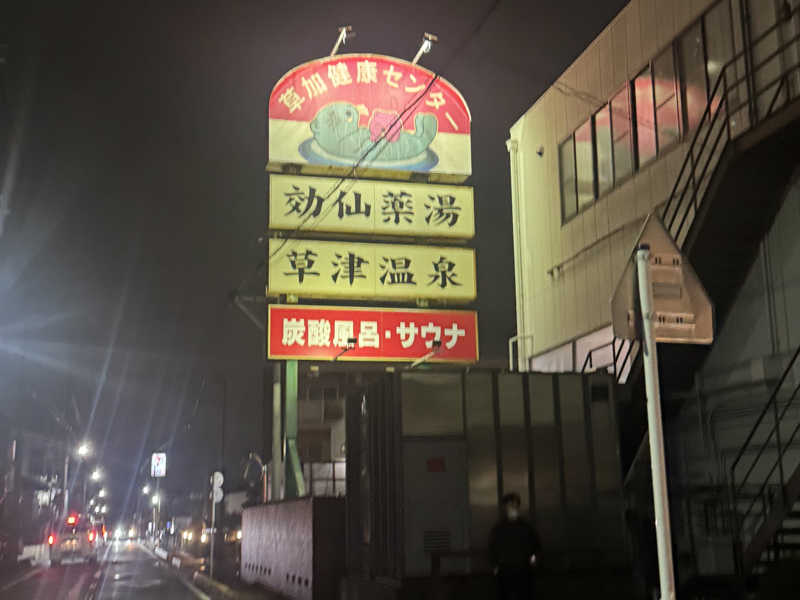 草加健康センター
効仙薬湯
草津温泉
炭酸風呂・サウナ